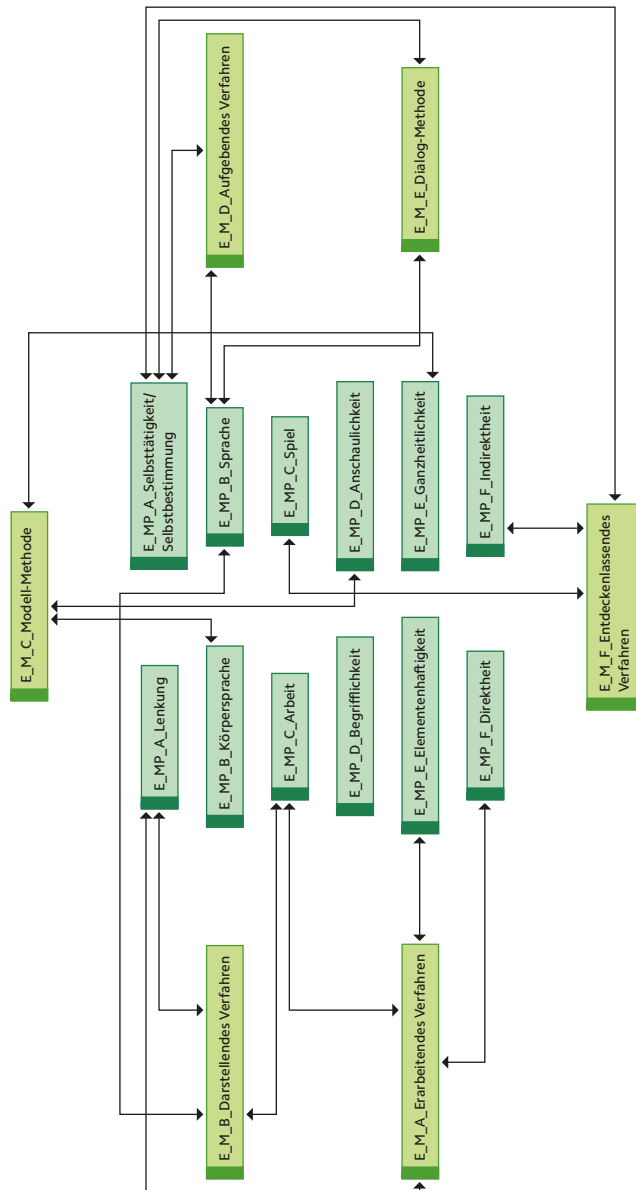 E_M_C_Modell-Methode
E_MP_A_Lenkung
E_MP_B_Körpersprache
E_MP_C_Arbeit
E_MP_D_Begrifflichkeit
E_MP_E_Elementenhaftigkeit
E_MP_F_Direktheit
E_MP_A_Selbsttätigkeit/
Selbstbestimmung
E_MP_B_Sprache
E_MP_C_Spiel
E_MP_D_Anschaulichkeit
E_MP_E_Ganzheitlichkeit
E_MP_F_Indirektheit
E_M_B_Darstellendes Verfahren
E_M_A_Erarbeitendes Verfahren
E_M_D_Aufgebendes Verfahren
E_M_E_Dialog-Methode
E_M_F_Entdeckenlassendes
Verfahren